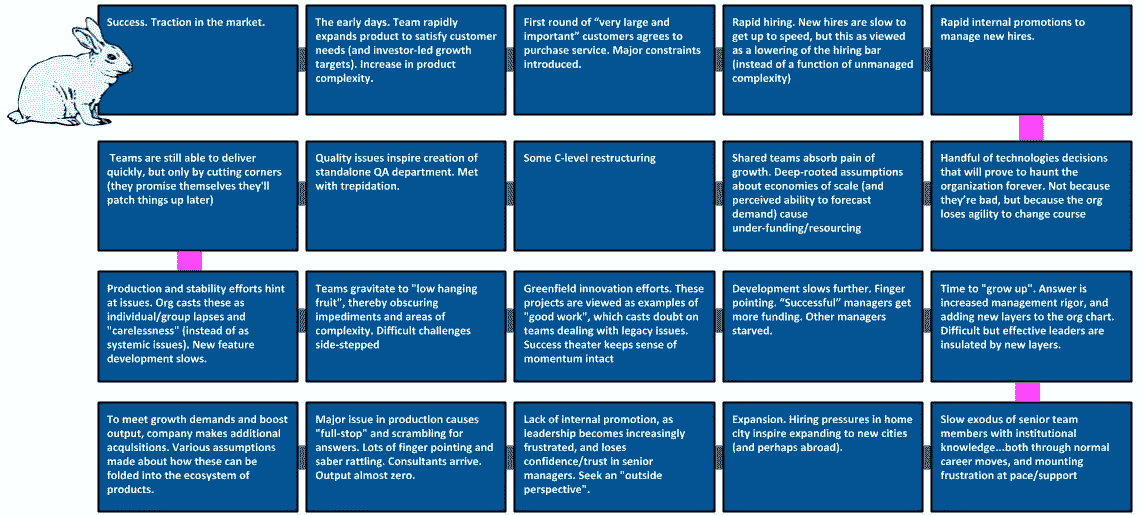 Success. Traction in the market.
The early days. Team rapidly
expands product to satisfy customer
needs (and investor-led growth
targets). Increase in product
complexity.
First round of “very large and
important” customers agrees to
purchase service. Major constraints
introduced.
Rapid hiring. New hires are slow to
get up to speed, but this as viewed
as a lowering of the hiring bar
(instead of a function of unmanaged
complexity)
Rapid internal promotions to
manage new hires.
Teams are still able to deliver
quickly, but only by cutting corners
(they promise themselves they'll
patch things up later)
Quality issues inspire creation of
standalone QA department. Met
with trepidation.
Some C-level restructuring
Shared teams absorb pain of
growth. Deep-rooted assumptions
about economies of scale (and
perceived ability to forecast
demand) cause
under-funding/resourcing
Handful of technologies decisions
that will prove to haunt the
organization forever. Not because
they’re bad, but because the org
loses agility to change course
Production and stability efforts hint
at issues. Org casts these as
individual/group lapses and
"carelessness" (instead of as
systemic issues). New feature
development slows.
Teams gravitate to "low hanging
fruit", thereby obscuring
impediments and areas of
complexity. Difficult challenges
side-stepped
Greenfield innovation efforts. These
projects are viewed as examples of
"good work", which casts doubt on
teams dealing with legacy issues.
Success theater keeps sense of
momentum intact
Development slows further. Finger
pointing. “Successful” managers get
more funding. Other managers
starved.
Time to "grow up". Answer is
increased management rigor, and
adding new layers to the org chart.
Difficult but effective leaders are
insulated by new layers.
To meet growth demands and boost
output, company makes additional
acquisitions. Various assumptions
made about how these can be
folded into the ecosystem of
products.
Major issue in production causes
"full-stop" and scrambling for
answers. Lots of finger pointing and
saber rattling. Consultants arrive.
Output almost zero.
Lack of internal promotion, as
leadership becomes increasingly
frustrated, and loses
confidence/trust in senior
managers. Seek an "outside
perspective".
Expansion. Hiring pressures in home
city inspire expanding to new cities
(and perhaps abroad).
Slow exodus of senior team
members with institutional
knowledge...both through normal
career moves, and mounting
frustration at pace/support